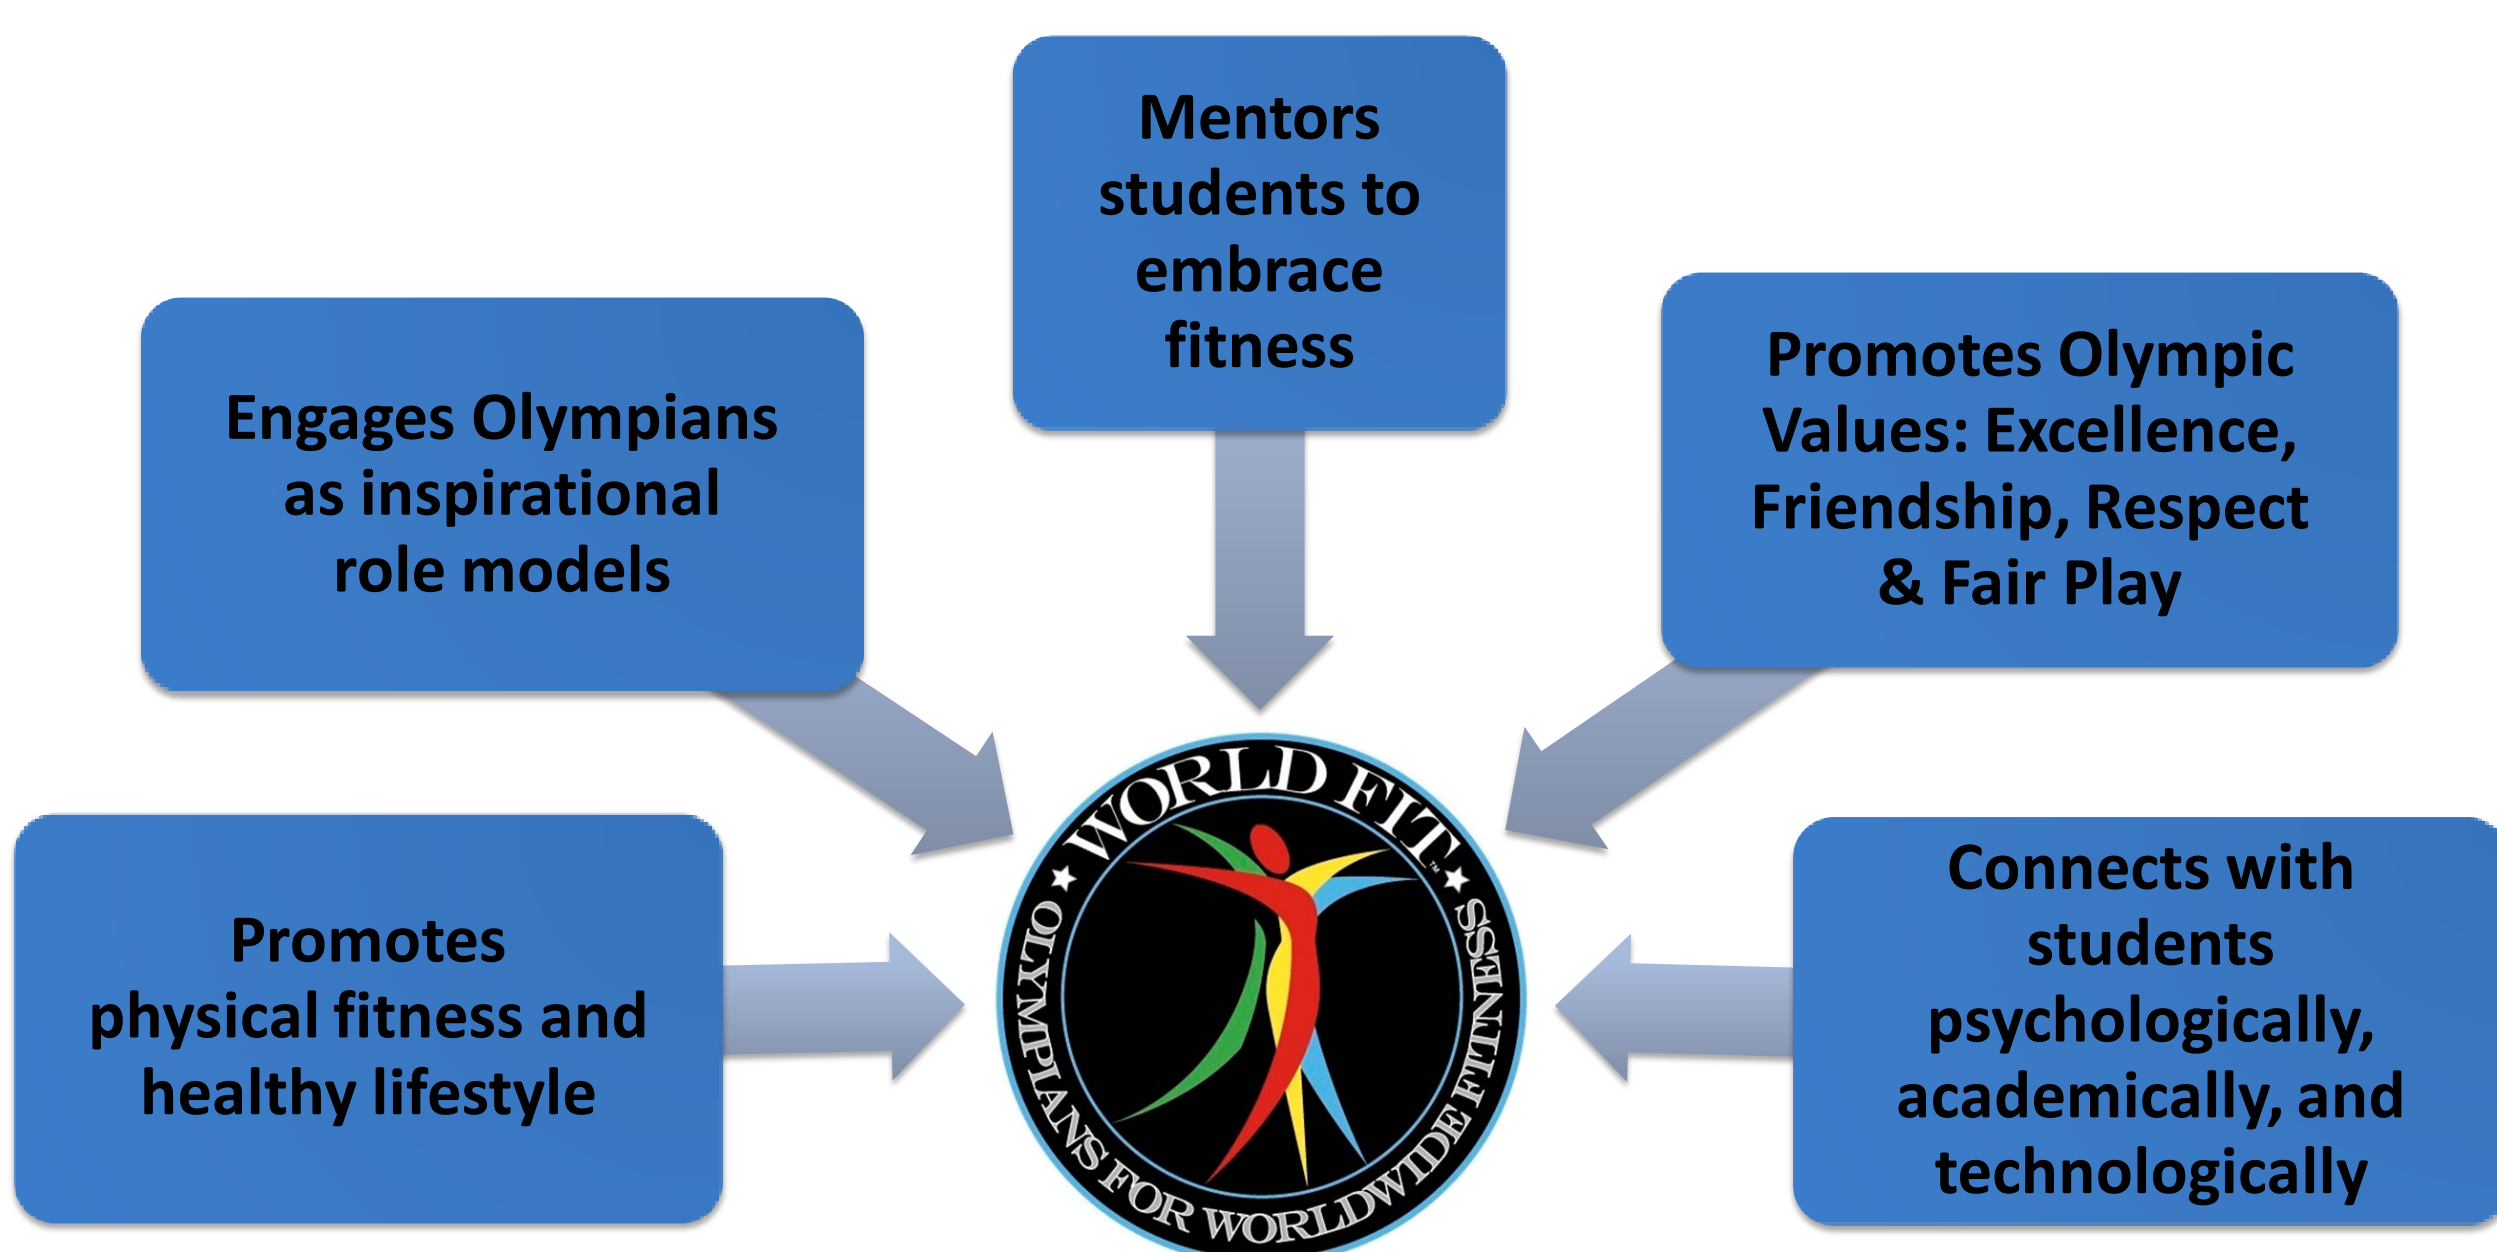 Mentors
students to
embrace
fitness
Engages Olympians
as inspirational
role models
Promotes Olympic
Values: Excellence,
Friendship, Respect
& Fair Play
Promotes
physical fitness and
healthy lifestyle
Connects with
students
psychologically,
academically, and
technologically
★ WORLD FIT ™ ★
OLYMPIANS FOR WORLDWIDE FITNESS